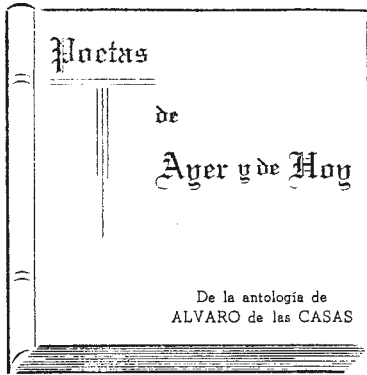 Poetas
de
Ayer y de Hoy
De la antología de
ALVARO de las CASAS